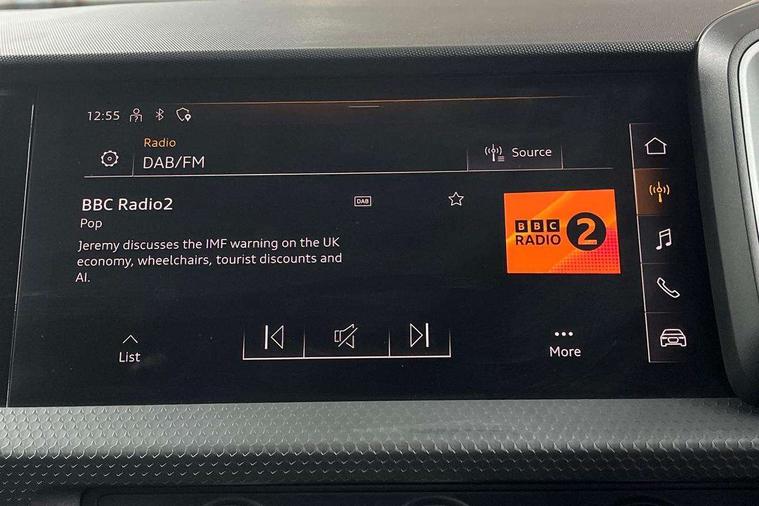 12:55
Radio
DAB/FM
Source
BBC Radio2
DAB
Pop
Jeremy discusses the IMF warning on the UK
economy, wheelchairs, tourist discounts and
AI.
BBC
RADIO 2
List
More